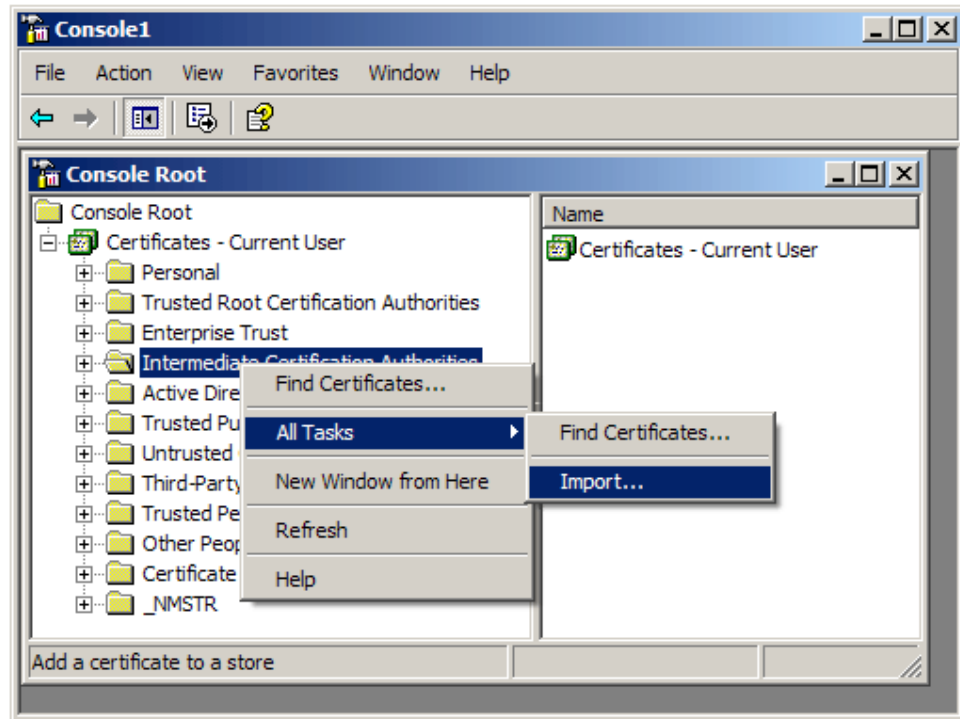 Console1
File Action View Favorites Window Help
Console Root
Console Root
Name
Certificates - Current User
Certificates - Current User
Personal
Trusted Root Certification Authorities
Enterprise Trust
Intermediate Certification Authorities
Find Certificates...
Active Dire
Trusted Pu
All Tasks
Find Certificates...
Untrusted
Third-Party
New Window from Here
Import...
Trusted Pe
Refresh
Other Peop
Certificate
Help
_NMSTR
Add a certificate to a store